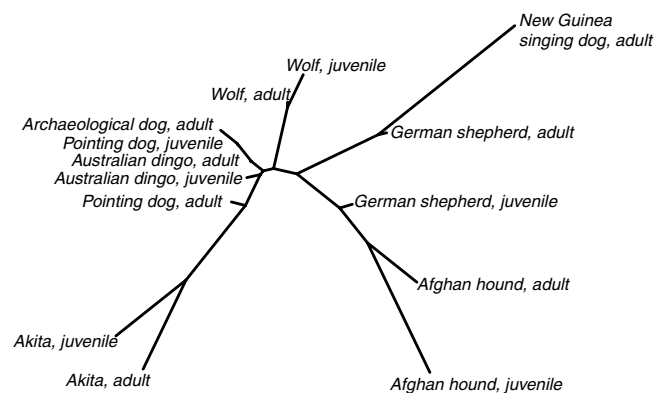 New Guinea
singing dog, adult
Wolf, juvenile
Wolf, adult
Archaeological dog, adult
German shepherd, adult
Pointing dog, juvenile
Australian dingo, adult
Australian dingo, juvenile
Pointing dog, adult
German shepherd, juvenile
Afghan hound, adult
Akita, juvenile
Akita, adult
Afghan hound, juvenile